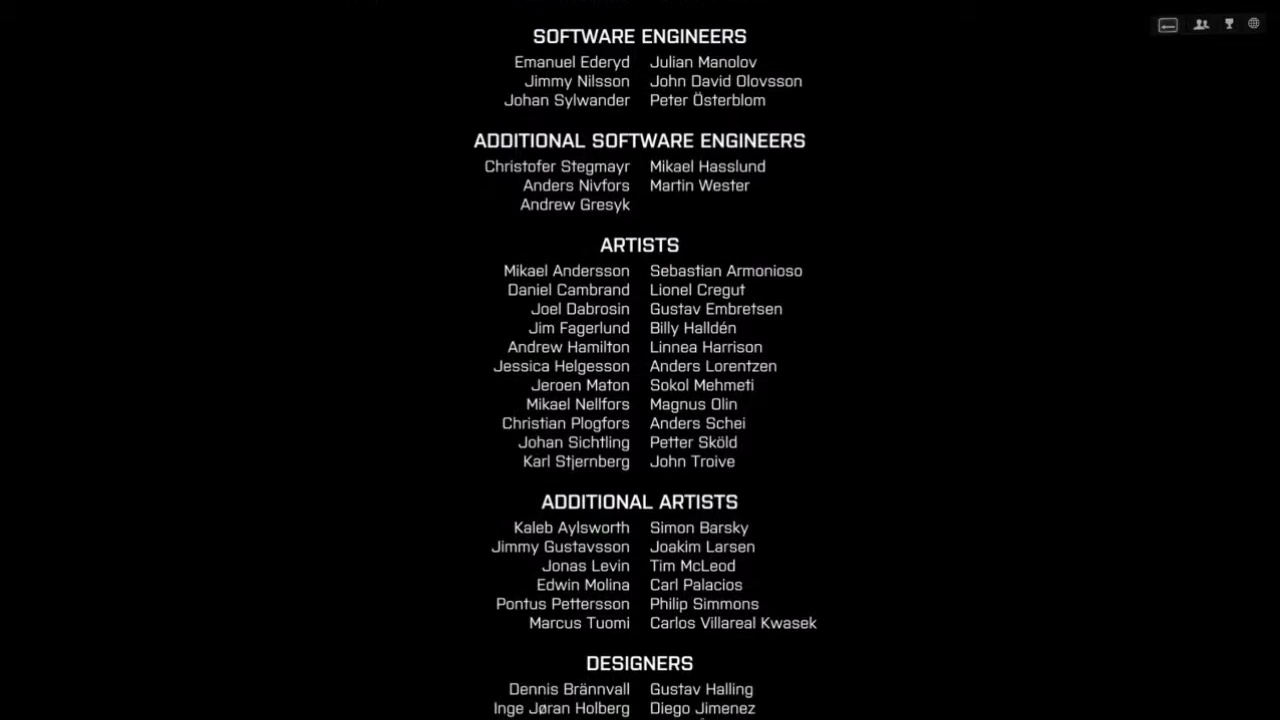 SOFTWARE ENGINEERS
Emanuel Ederyd Julian Manolov
Jimmy Nilsson John David Olovsson
Johan Sylwander Peter Österblom
ADDITIONAL SOFTWARE ENGINEERS
Christofer Stegmayr Mikael Hasslund
Anders Nivfors Martin Wester
Andrew Gresyk
ARTISTS
Mikael Andersson Sebastian Armonioso
Daniel Cambrand Lionel Cregut
Joel Dabrosin Gustav Embretsen
Jim Fagerlund Billy Halldén
Andrew Hamilton Linnea Harrison
Jessica Helgesson Anders Lorentzen
Jeroen Maton Sokol Mehmeti
Mikael Nellfors Magnus Olin
Christian Plogfors Anders Schei
Johan Sichtling Petter Sköld
Karl Stjernberg John Troive
ADDITIONAL ARTISTS
Kaleb Aylsworth Simon Barsky
Jimmy Gustavsson Joakim Larsen
Jonas Levin Tim McLeod
Edwin Molina Carl Palacios
Pontus Pettersson Philip Simmons
Marcus Tuomi Carlos Villareal Kwasek
DESIGNERS
Dennis Brännvall Gustav Halling
Inge Jøran Holberg Diego Jimenez